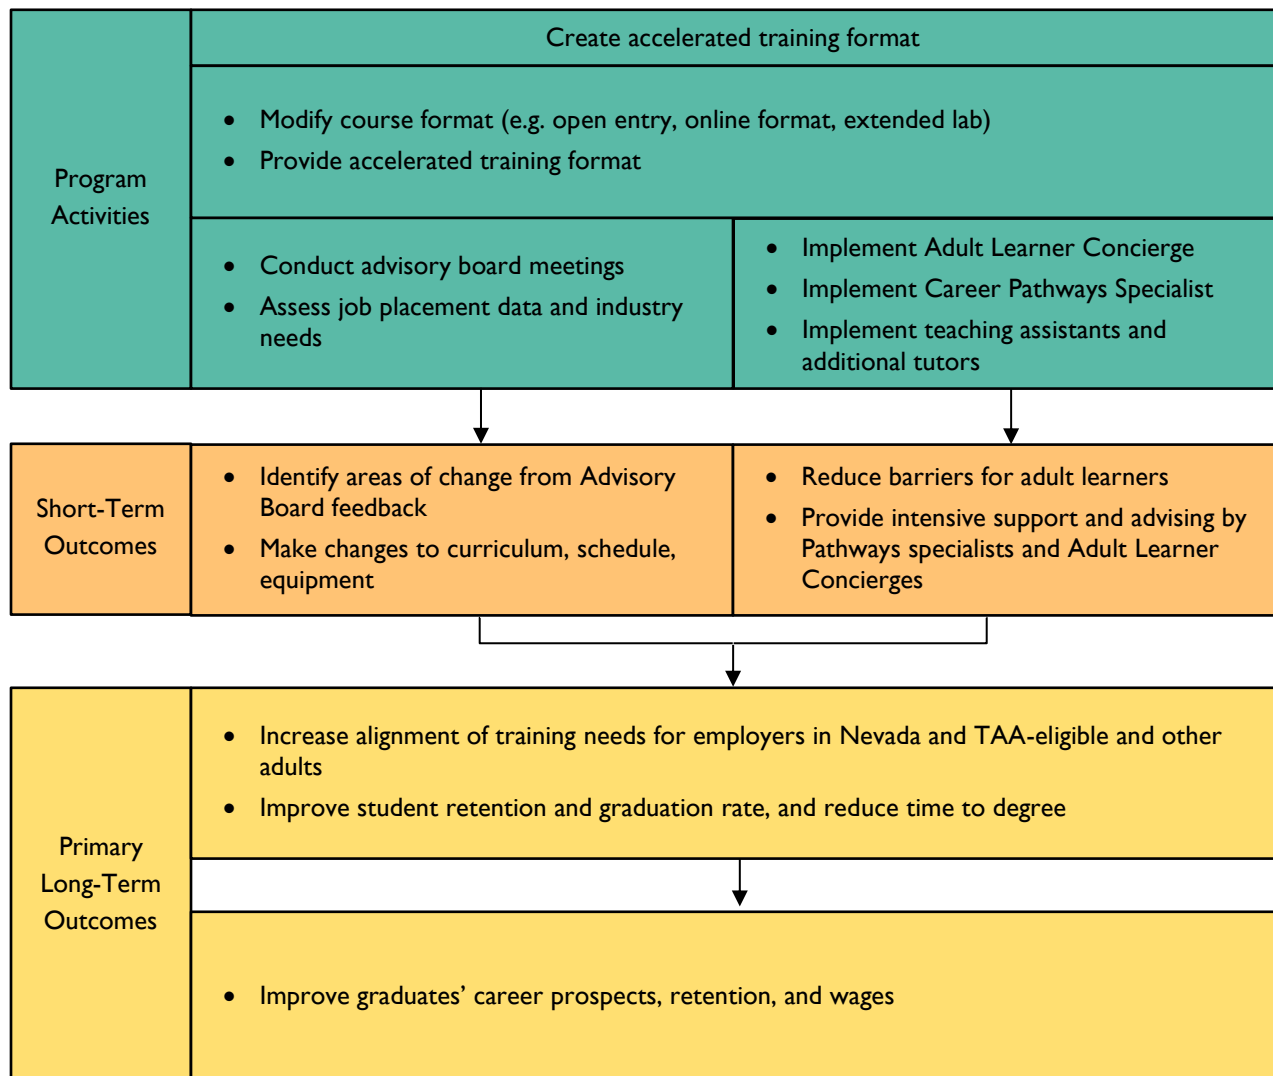 Program
Activities
Create accelerated training format
• Modify course format (e.g. open entry, online format, extended lab)
• Provide accelerated training format
• Conduct advisory board meetings
• Assess job placement data and industry
needs
• Implement Adult Learner Concierge
• Implement Career Pathways Specialist
• Implement teaching assistants and
additional tutors
Short-Term
Outcomes
• Identify areas of change from Advisory
Board feedback
• Make changes to curriculum, schedule,
equipment
• Reduce barriers for adult learners
• Provide intensive support and advising by
Pathways specialists and Adult Learner
Concierges
Primary
Long-Term
Outcomes
• Increase alignment of training needs for employers in Nevada and TAA-eligible and other
adults
• Improve student retention and graduation rate, and reduce time to degree
• Improve graduates’ career prospects, retention, and wages